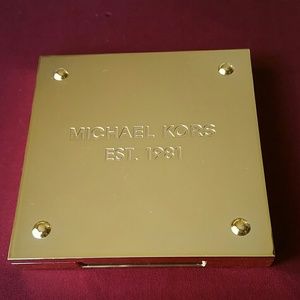 MICHAEL KORS
EST. 1981